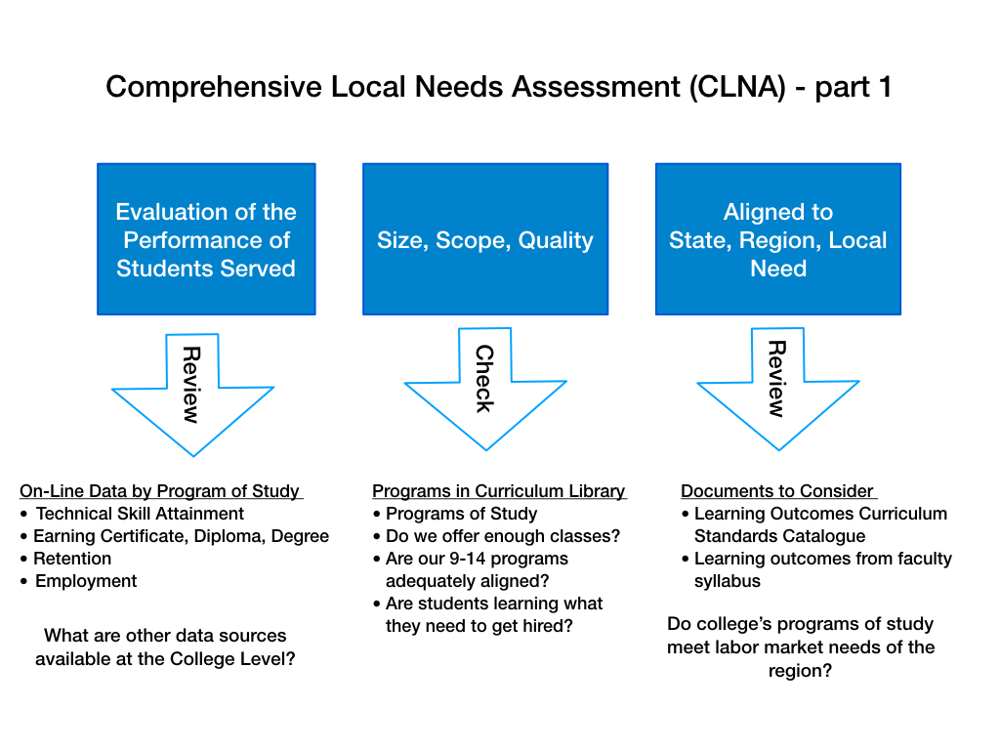 Comprehensive Local Needs Assessment (CLNA) - part 1
Evaluation of the
Performance of
Students Served
Size, Scope, Quality
Aligned to
State, Region, Local
Need
Review
Check
Review
On-Line Data by Program of Study
• Technical Skill Attainment
• Earning Certificate, Diploma, Degree
• Retention
• Employment
What are other data sources
available at the College Level?
Programs in Curriculum Library
• Programs of Study
• Do we offer enough classes?
• Are our 9-14 programs
adequately aligned?
• Are students learning what
they need to get hired?
Documents to Consider
• Learning Outcomes Curriculum
Standards Catalogue
• Learning outcomes from faculty
syllabus
Do college’s programs of study
meet labor market needs of the
region?